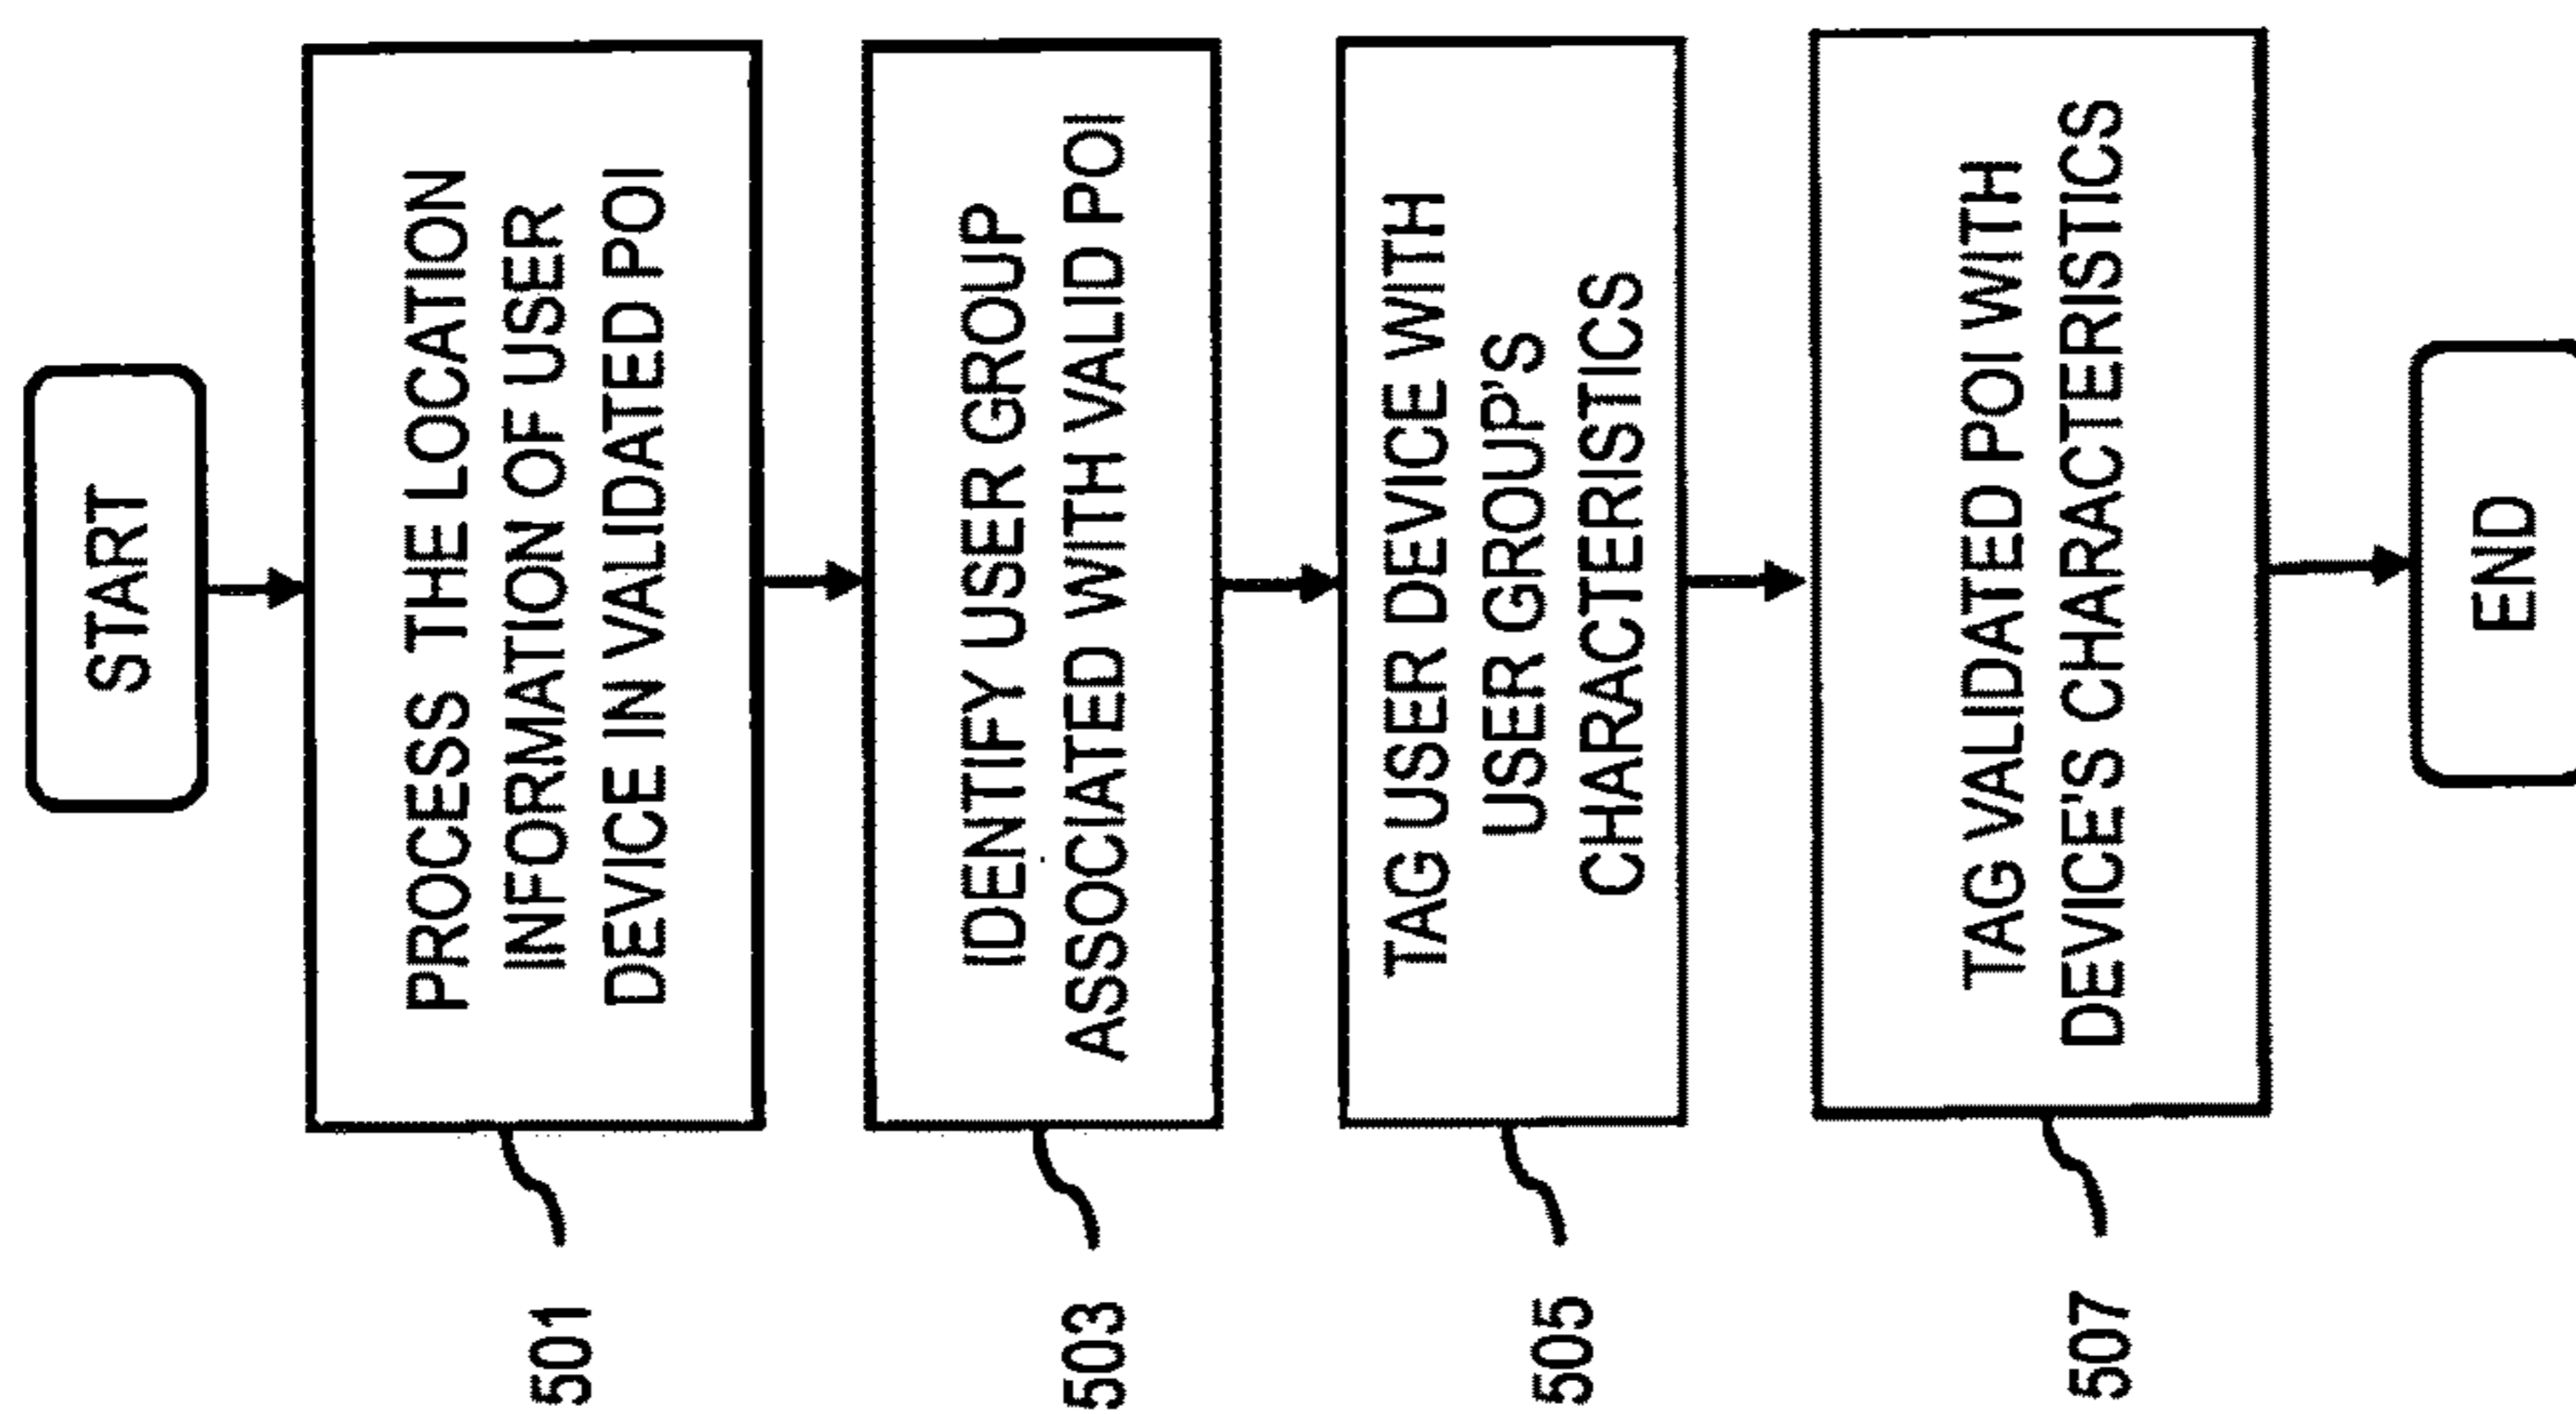 START
PROCESS THE LOCATION
INFORMATION OF USER
DEVICE IN VALIDATED POI
501
IDENTIFY USER GROUP
ASSOCIATED WITH VALID POI
503
TAG USER DEVICE WITH
USER GROUP'S
CHARACTERISTICS
505
TAG VALIDATED POI WITH
DEVICE'S CHARACTERISTICS
507
END